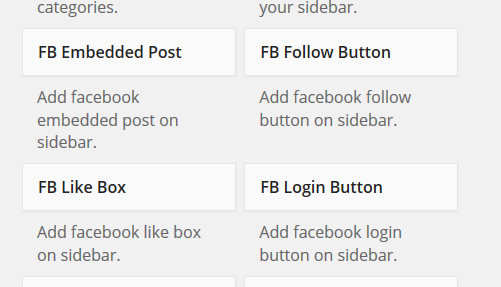 categories.
your sidebar.
FB Embedded Post
FB Follow Button
Add facebook
embedded post on
sidebar.
Add facebook follow
button on sidebar.
FB Like Box
FB Login Button
Add facebook like box
on sidebar.
Add facebook login
button on sidebar.